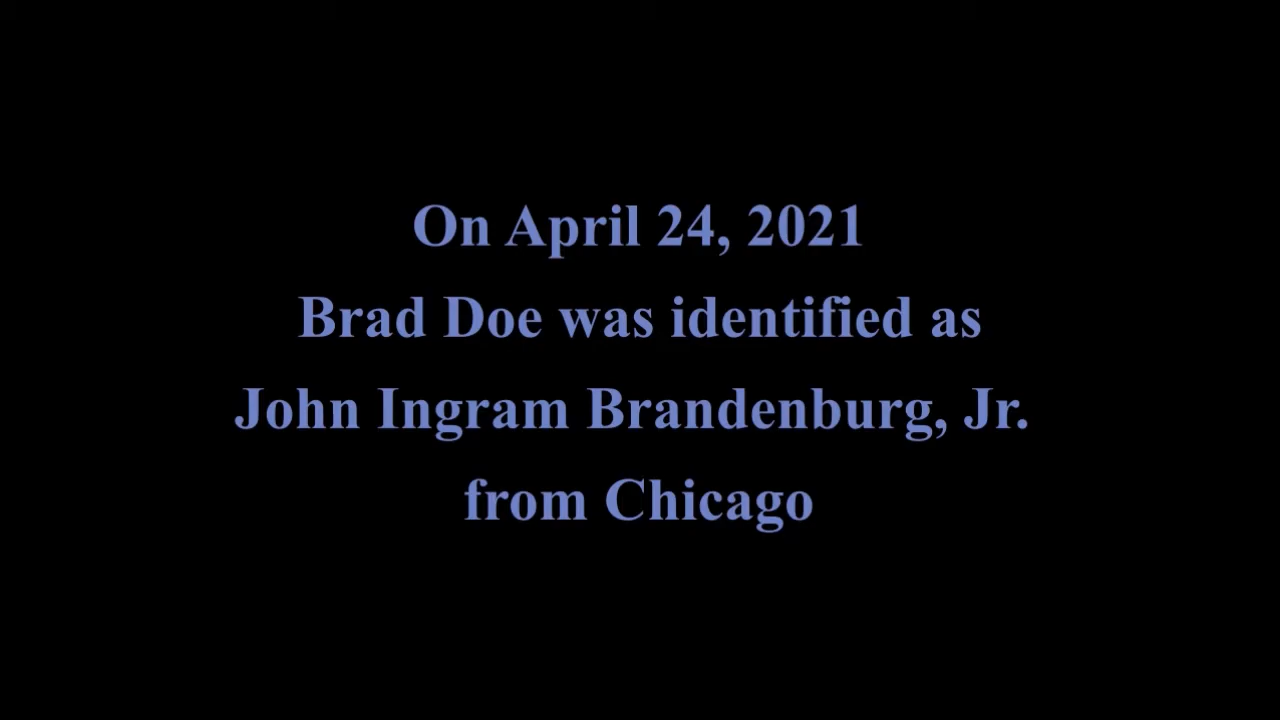 On April 24, 2021
Brad Doe was identified as
John Ingram Brandenburg, Jr.
from Chicago